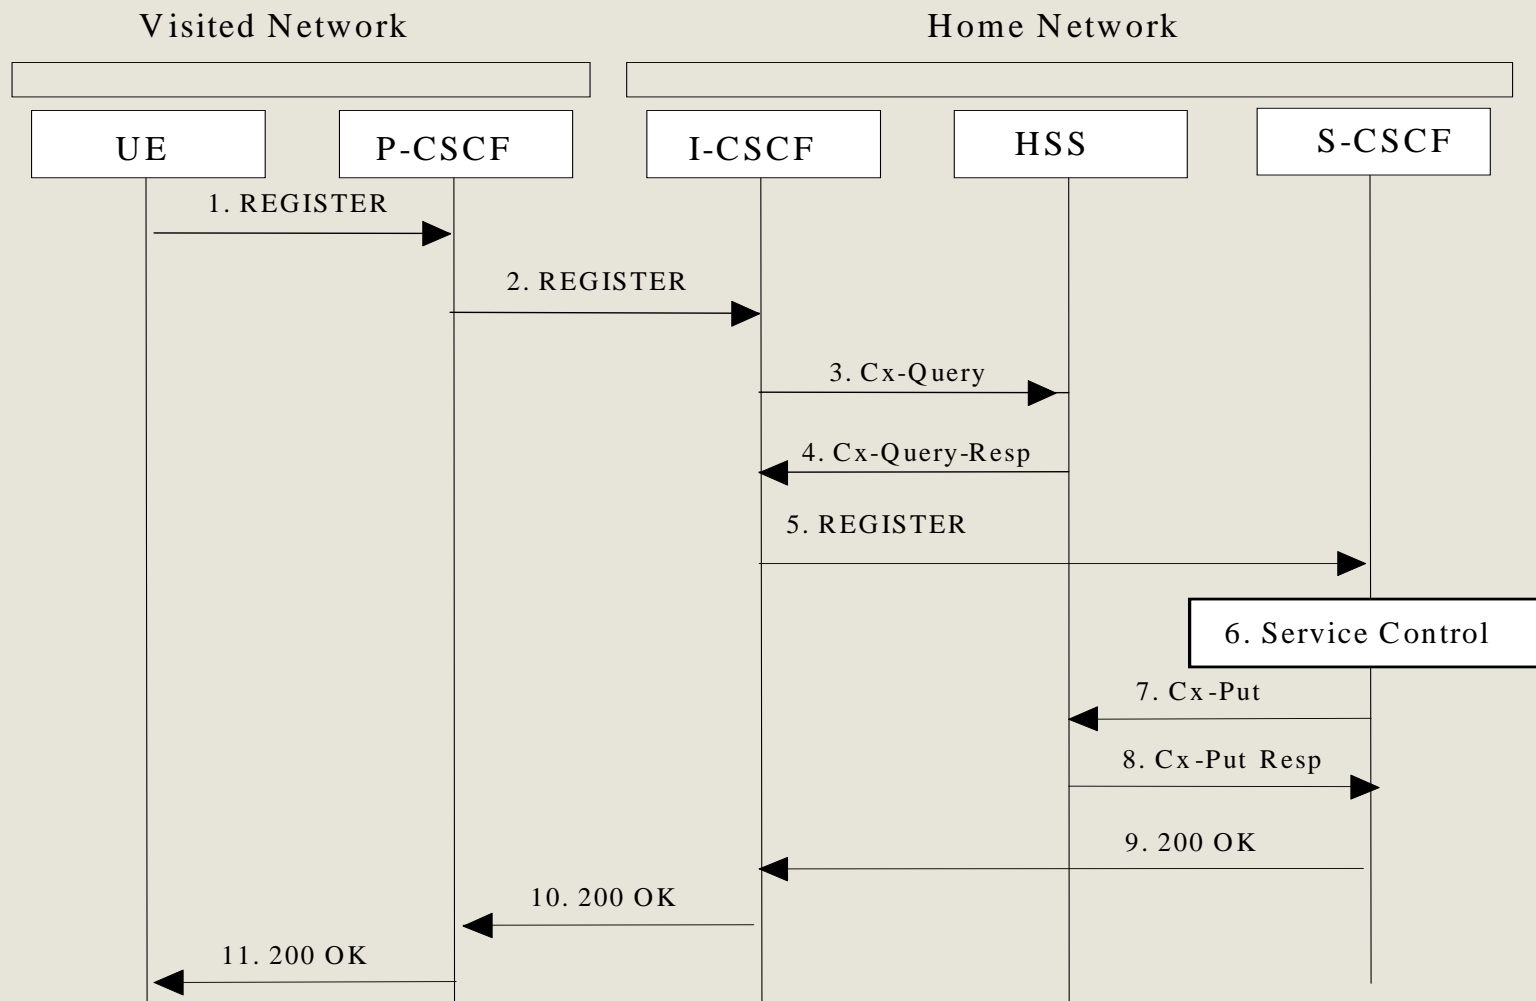 Visited Network
Home Network
UE
P-CSCF
I-CSCF
HSS
S-CSCF
1. REGISTER
2. REGISTER
3. Cx-Query
4. Cx-Query-Resp
5. REGISTER
6. Service Control
7. Cx-Put
8. Cx-Put Resp
9. 200 OK
10. 200 OK
11. 200 OK